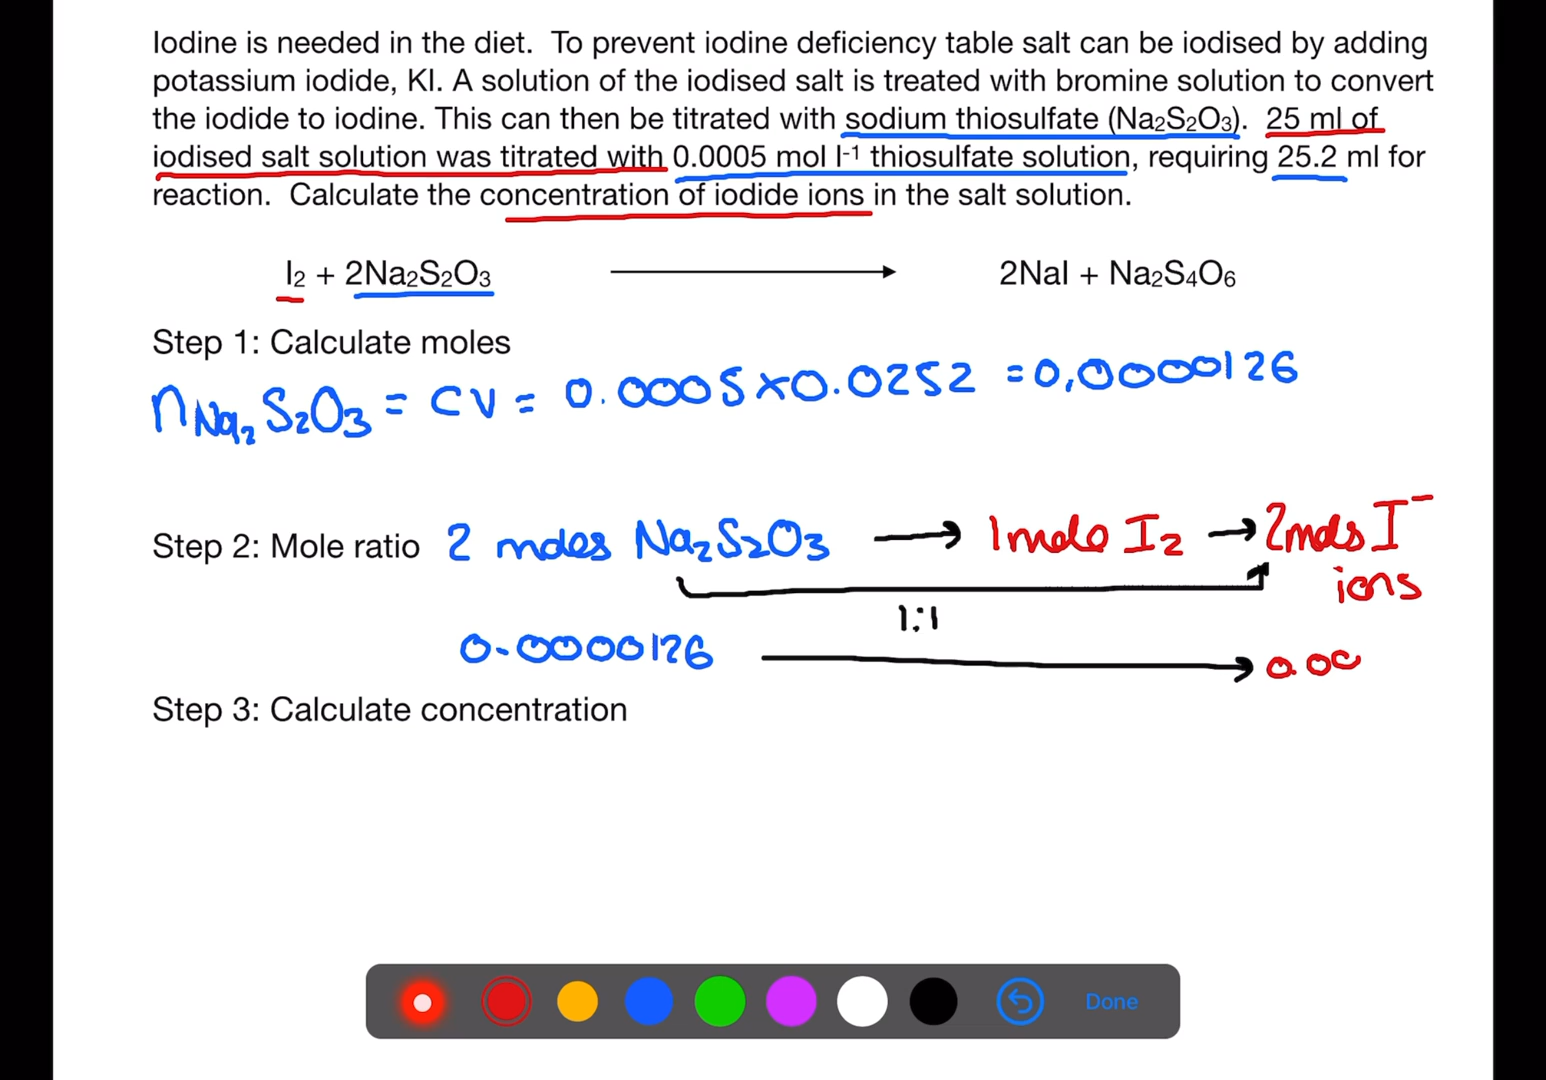 Iodine is needed in the diet.  To prevent iodine deficiency table salt can be iodised by adding
potassium iodide, KI. A solution of the iodised salt is treated with bromine solution to convert
the iodide to iodine. This can then be titrated with sodium thiosulfate (Na2S2O3).  25 ml of
iodised salt solution was titrated with 0.0005 mol l-1 thiosulfate solution, requiring 25.2 ml for
reaction.  Calculate the concentration of iodide ions in the salt solution.
I2 + 2Na2S2O3 → 2NaI + Na2S4O6
Step 1: Calculate moles
nNa2S2O3 = CV = 0.0005 × 0.0252 = 0.0000126
Step 2: Mole ratio 2 moles Na2S2O3 → 1 mole I2 → 2 mols I-
ions
1:1
0.0000126 → 0.00
Step 3: Calculate concentration
Done